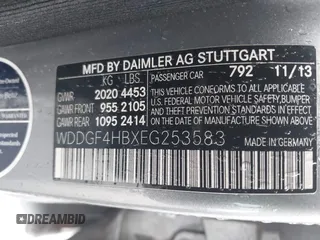 MFD BY DAIMLER AG STUTTGART
KG LBS
PASSENGER CAR 792 11/13
GVWR 2020 4453
GAWR FRONT 955 2105
GAWR REAR 1095 2414
THIS VEHICLE CONFORMS TO ALL APPLICABLE
U.S. FEDERAL MOTOR VEHICLE SAFETY
BUMPER AND THEFT PREVENTION STANDARDS
IN EFFECT ON THE DATE OF
MANUFACTURE SHOWN ABOVE.
WDDGF4HBXEG253583
MADE IN GERMANY
DREAMBID